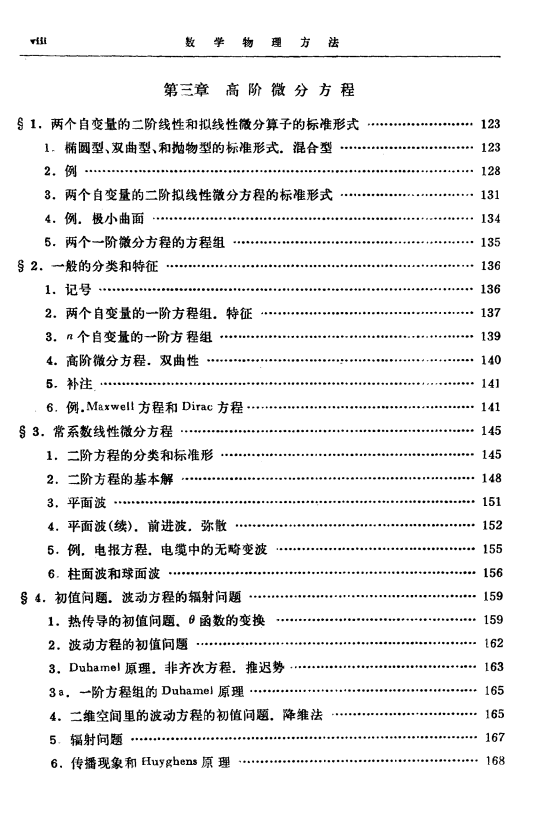 viii 数学物理方法
第三章 高阶微分方程
§ 1. 两个自变量的二阶线性和拟线性微分算子的标准形式 …… 123
1. 椭圆型、双曲型、和抛物型的标准形式. 混合型 …… 123
2. 例 …… 128
3. 两个自变量的二阶拟线性微分方程的标准形式 …… 131
4. 例. 极小曲面 …… 134
5. 两个一阶微分方程的方程组 …… 135
§ 2. 一般的分类和特征 …… 136
1. 记号 …… 136
2. 两个自变量的一阶方程组. 特征 …… 137
3. n 个自变量的一阶方程组 …… 139
4. 高阶微分方程. 双曲性 …… 140
5. 补注 …… 141
6. 例. Maxwell 方程和 Dirac 方程 …… 141
§ 3. 常系数线性微分方程 …… 145
1. 二阶方程的分类和标准形 …… 145
2. 二阶方程的基本解 …… 148
3. 平面波 …… 151
4. 平面波(续). 前进波. 弥散 …… 152
5. 例. 电报方程. 电缆中的无畸变波 …… 155
6. 柱面波和球面波 …… 156
§ 4. 初值问题. 波动方程的辐射问题 …… 159
1. 热传导的初值问题. θ 函数的变换 …… 159
2. 波动方程的初值问题 …… 162
3. Duhamel 原理. 非齐次方程. 推迟势 …… 163
3a. 一阶方程组的 Duhamel 原理 …… 165
4. 二维空间里的波动方程的初值问题. 降维法 …… 165
5. 辐射问题 …… 167
6. 传播现象和 Huyghens 原理 …… 168